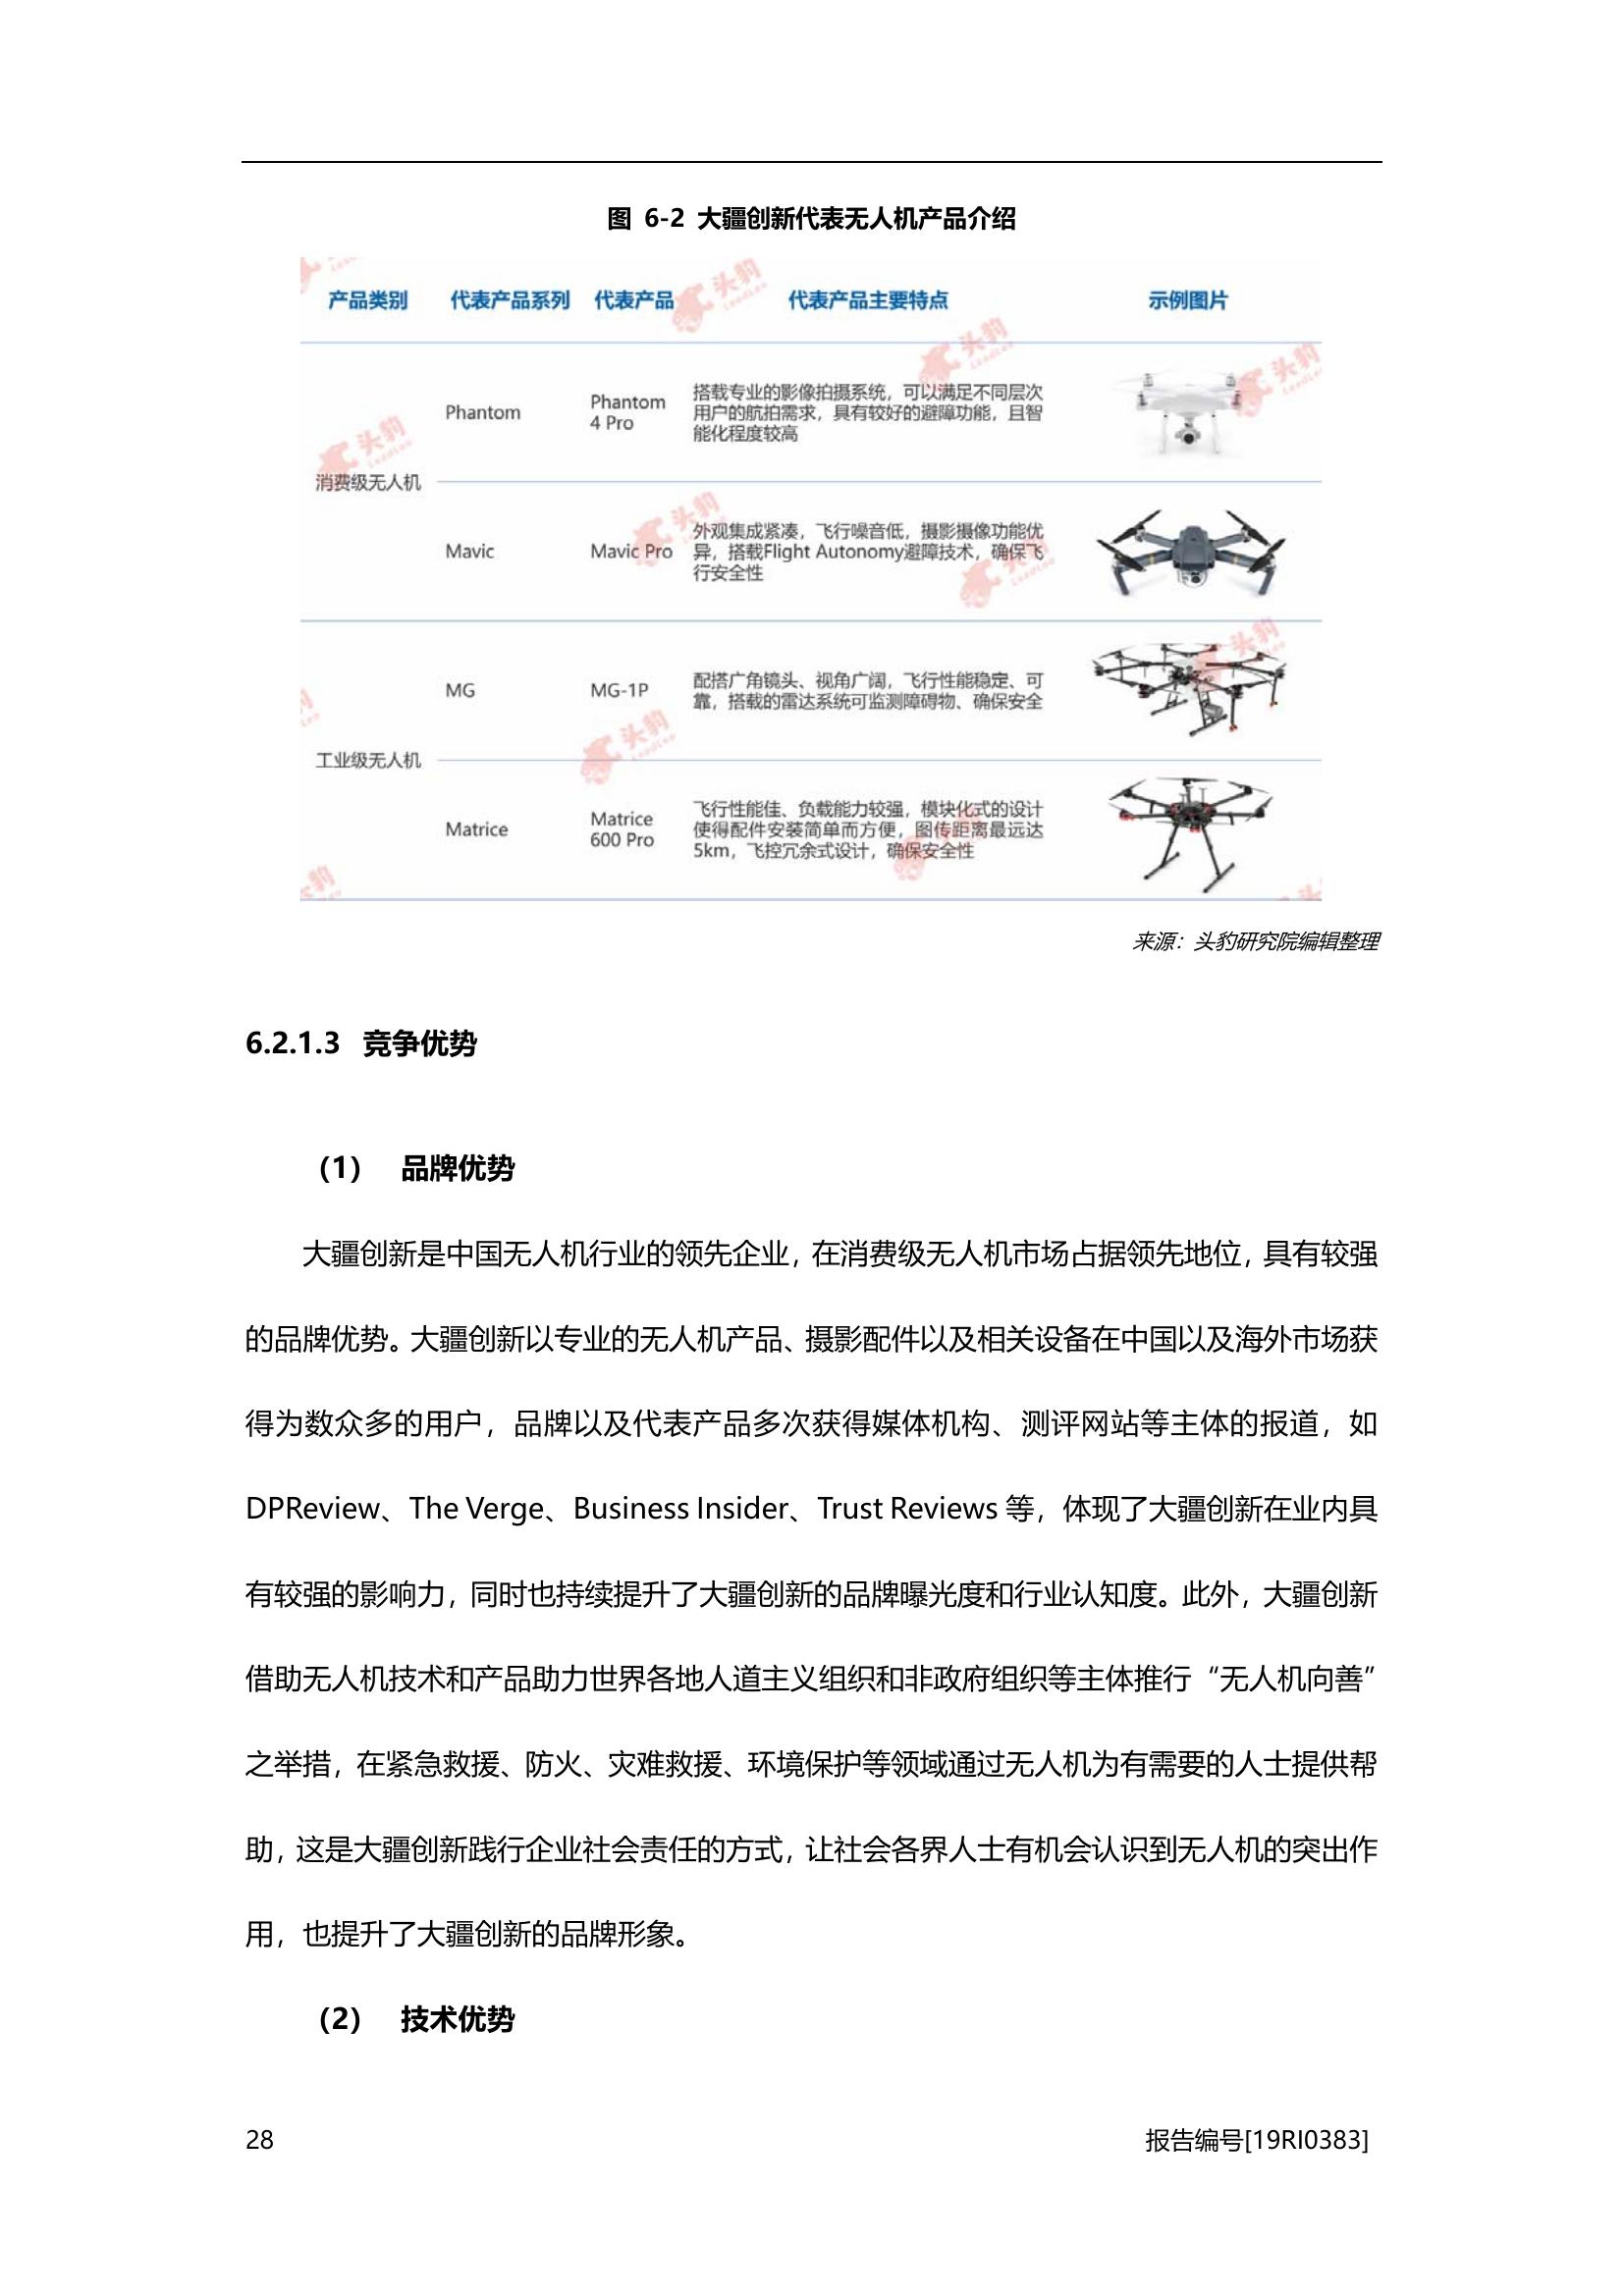 图 6-2 大疆创新代表无人机产品介绍
产品类别 代表产品系列 代表产品 代表产品主要特点 示例图片
消费级无人机
Phantom
Phantom
4 Pro
搭载专业的影像拍摄系统，可以满足不同层次
用户的航拍需求，具有较好的避障功能，且智
能化程度较高
Mavic
Mavic Pro
外观集成紧凑，飞行噪音低，摄影摄像功能优
异，搭载Flight Autonomy避障技术，确保飞
行安全性
工业级无人机
MG
MG-1P
配搭广角镜头、视角广阔，飞行性能稳定、可
靠，搭载的雷达系统可监测障碍物、确保安全
Matrice
Matrice
600 Pro
飞行性能佳、负载能力较强，模块化式的设计
使得配件安装简单而方便，图传距离最远达
5km，飞控冗余式设计，确保安全性
头豹
LeadLeo
来源：头豹研究院编辑整理
6.2.1.3 竞争优势
（1） 品牌优势
大疆创新是中国无人机行业的领先企业，在消费级无人机市场占据领先地位，具有较强
的品牌优势。大疆创新以专业的无人机产品、摄影配件以及相关设备在中国以及海外市场获
得为数众多的用户，品牌以及代表产品多次获得媒体机构、测评网站等主体的报道，如
DPReview、The Verge、Business Insider、Trust Reviews 等，体现了大疆创新在业内具
有较强的影响力，同时也持续提升了大疆创新的品牌曝光度和行业认知度。此外，大疆创新
借助无人机技术和产品助力世界各地人道主义组织和非政府组织等主体推行“无人机向善”
之举措，在紧急救援、防火、灾难救援、环境保护等领域通过无人机为有需要的人士提供帮
助，这是大疆创新践行企业社会责任的方式，让社会各界人士有机会认识到无人机的突出作
用，也提升了大疆创新的品牌形象。
（2） 技术优势
28 报告编号[19RI0383]